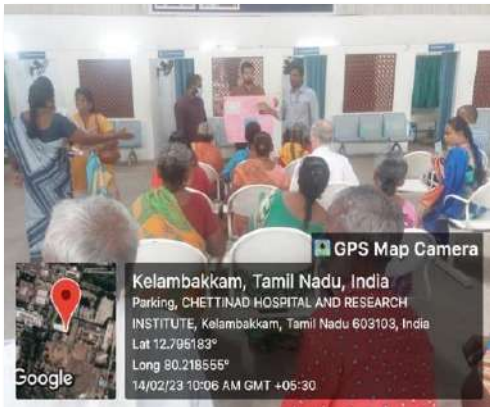 GPS Map Camera
Kelambakkam, Tamil Nadu, India
Parking, CHETTINAD HOSPITAL AND RESEARCH
INSTITUTE, Kelambakkam, Tamil Nadu 603103, India
Lat 12.795183°
Long 80.218555°
14/02/23 10:06 AM GMT +05:30
Google